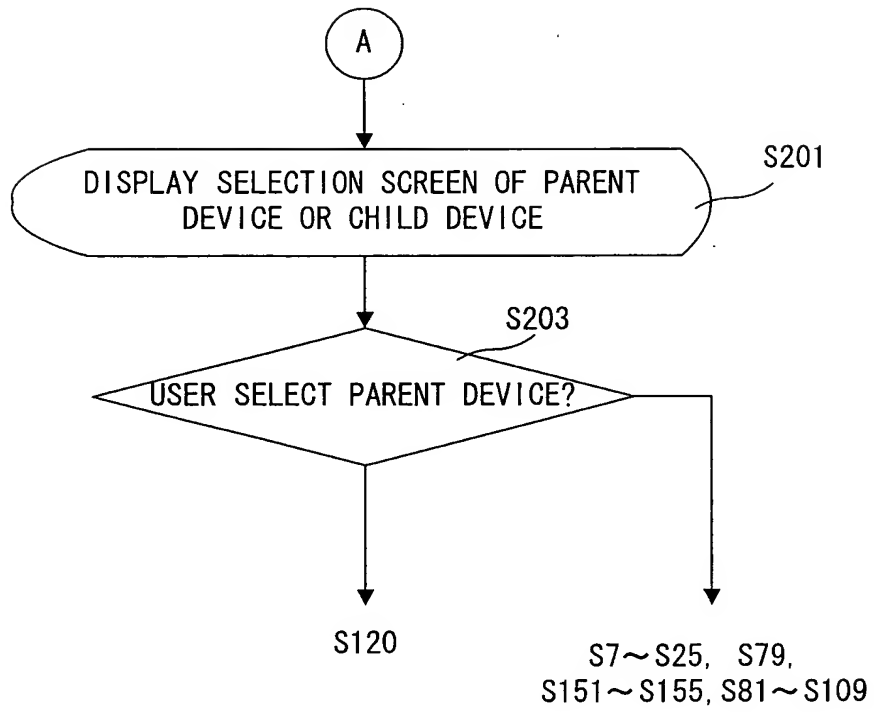 A
DISPLAY SELECTION SCREEN OF PARENT
DEVICE OR CHILD DEVICE
S201
S203
USER SELECT PARENT DEVICE?
S120
S7～S25, S79,
S151～S155, S81～S109